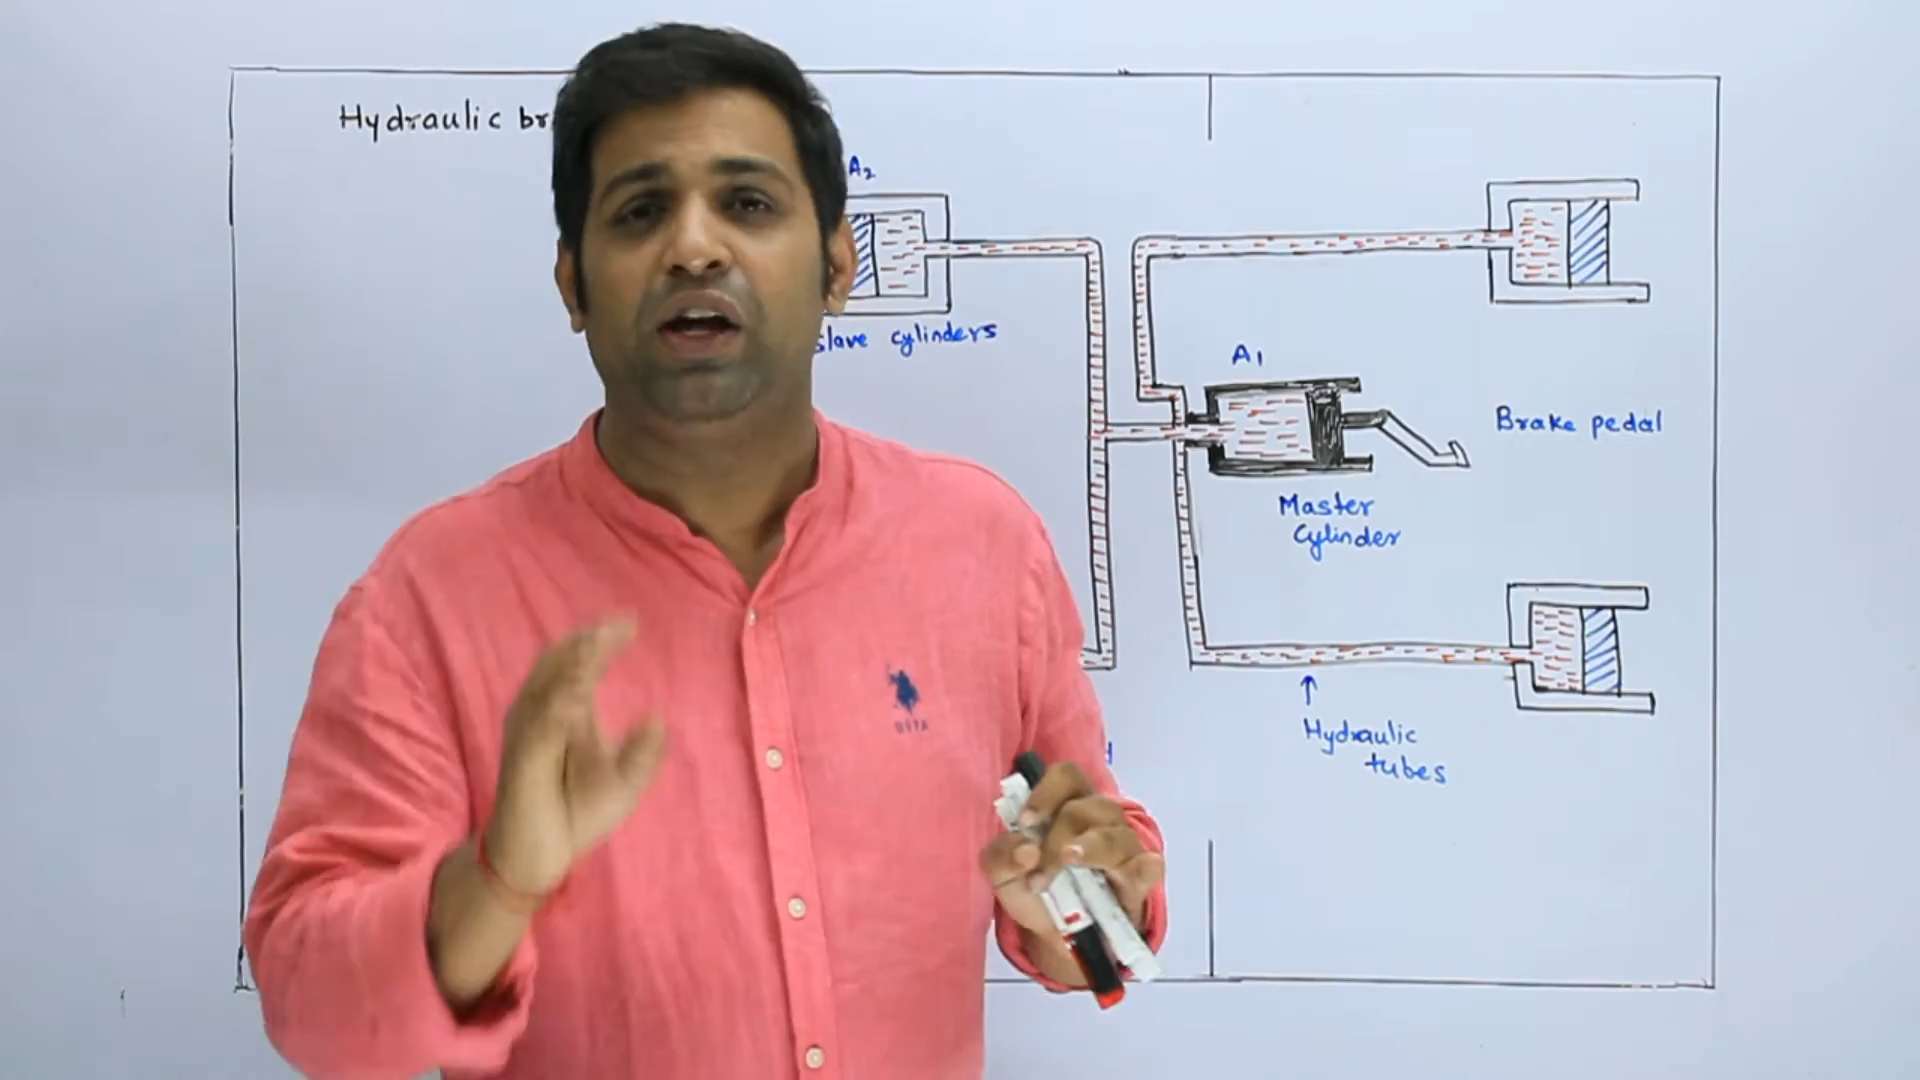 Hydraulic br
A2
slave cylinders
A1
Brake pedal
Master
Cylinder
Hydraulic
tubes